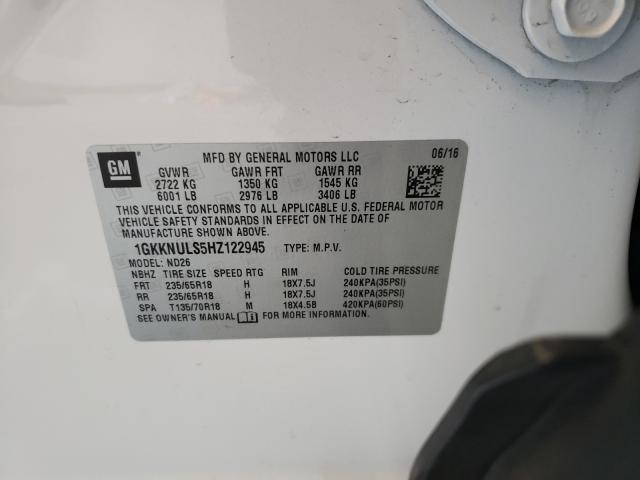 GM
MFD BY GENERAL MOTORS LLC 06/16
GVWR GAWR FRT GAWR RR
2722 KG 1350 KG 1545 KG
6001 LB 2976 LB 3406 LB
THIS VEHICLE CONFORMS TO ALL APPLICABLE U.S. FEDERAL MOTOR
VEHICLE SAFETY STANDARDS IN EFFECT ON THE DATE OF
MANUFACTURE SHOWN ABOVE.
1GKKNULS5HZ122945 TYPE: M.P.V.
MODEL: ND26
NBHZ TIRE SIZE SPEED RTG RIM COLD TIRE PRESSURE
FRT 235/65R18 H 18X7.5J 240KPA(35PSI)
RR 235/65R18 H 18X7.5J 240KPA(35PSI)
SPA T135/70R18 M 18X4.5B 420KPA(60PSI)
SEE OWNER'S MANUAL FOR MORE INFORMATION.